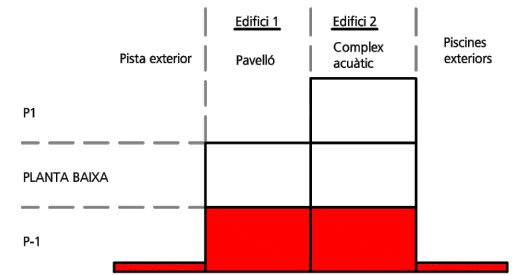 Edifici 1
Edifici 2
Pista exterior
Pavelló
Complex
acuàtic
Piscines
exteriors
P1
PLANTA BAIXA
P-1